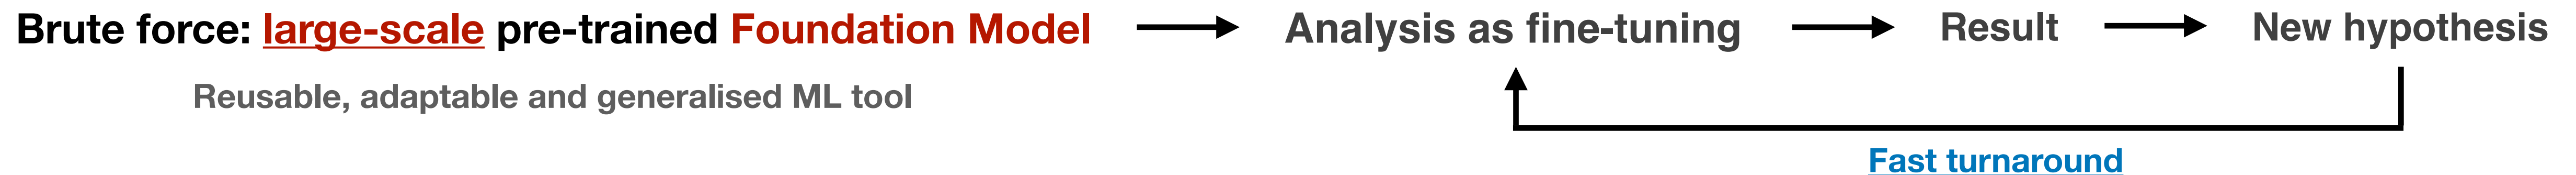 Brute force: large-scale pre-trained Foundation Model
Analysis as fine-tuning
Result
New hypothesis
Reusable, adaptable and generalised ML tool
Fast turnaround